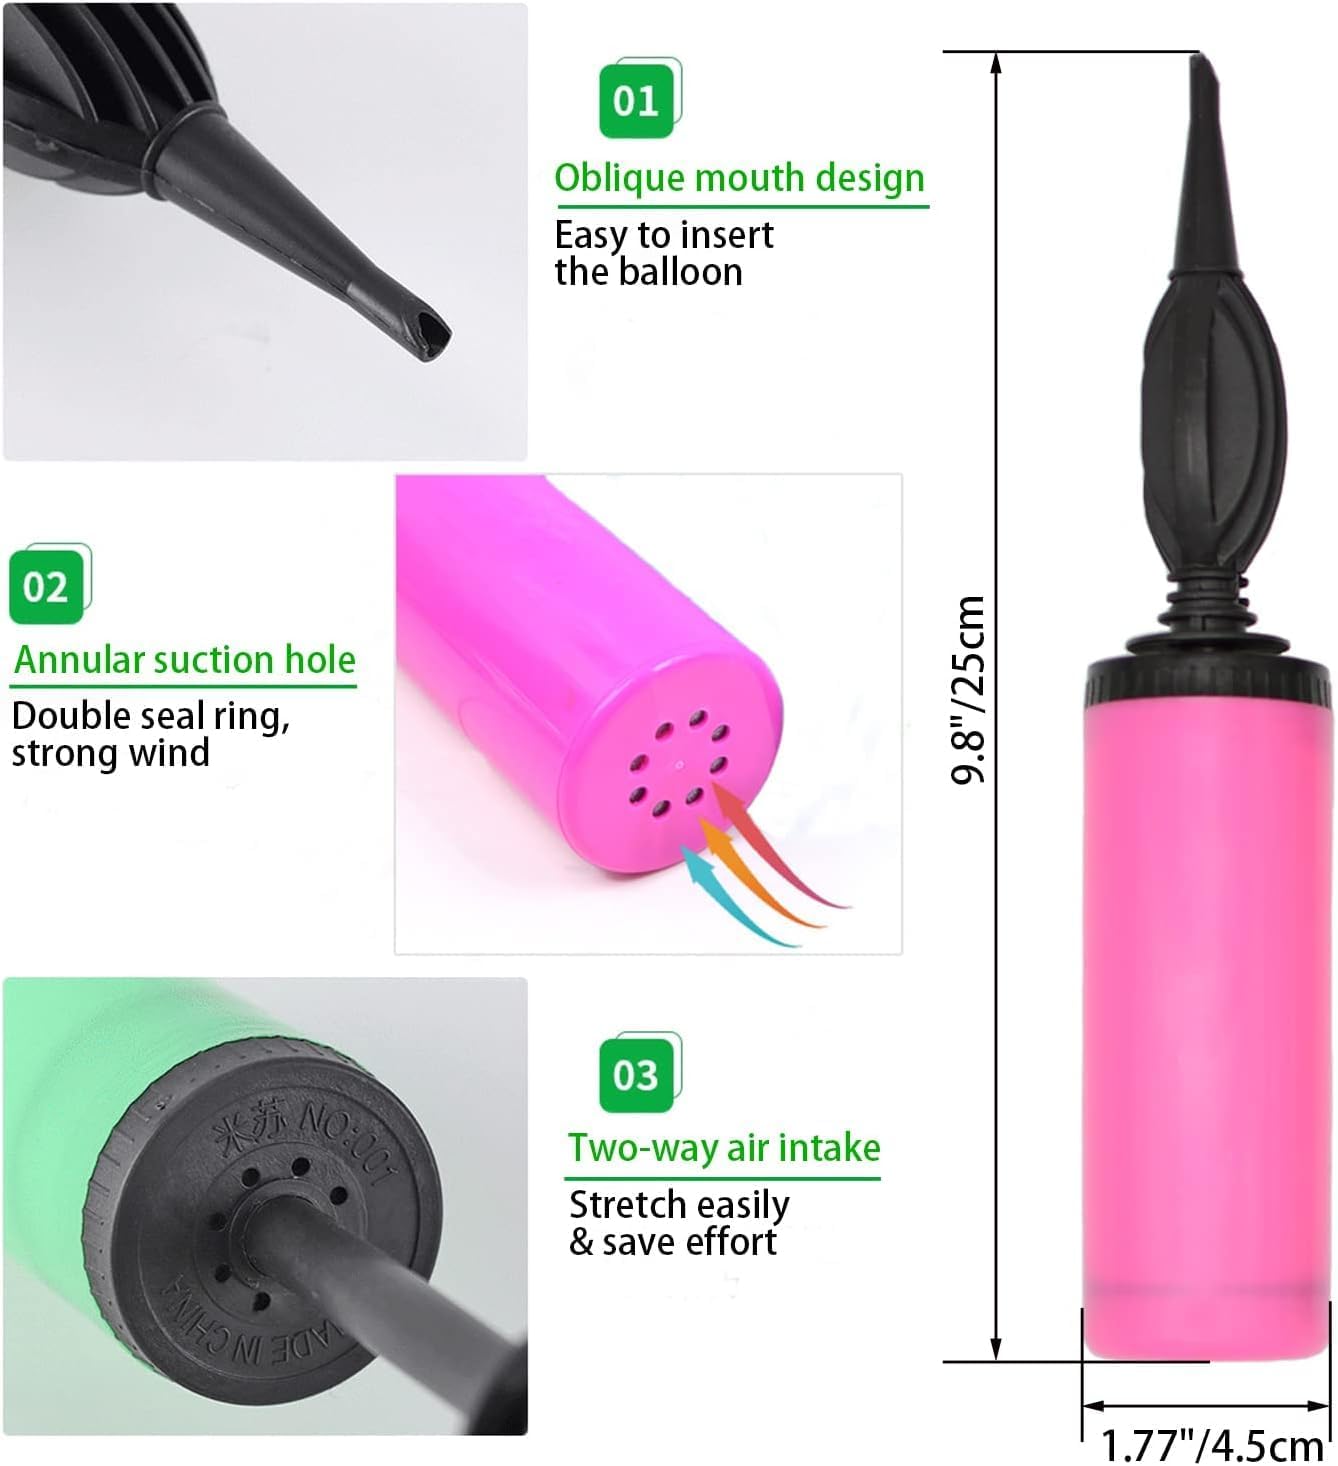 01
Oblique mouth design
Easy to insert
the balloon
02
Annular suction hole
Double seal ring,
strong wind
03
Two-way air intake
Stretch easily
& save effort
米苏 NO:001
MADE IN CHINA
9.8"/25cm
1.77"/4.5cm